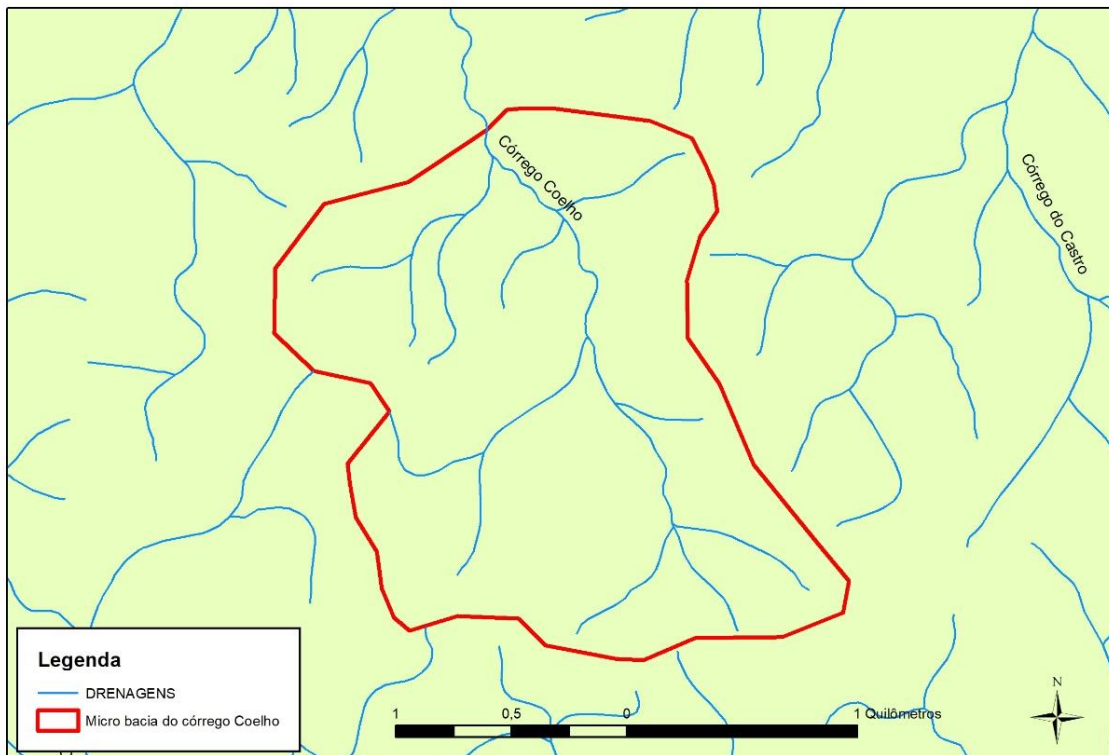 Córrego Coelho
Córrego do Castro
Legenda
DRENAGENS
Micro bacia do córrego Coelho
1 0,5 0 1 Quilômetros
N